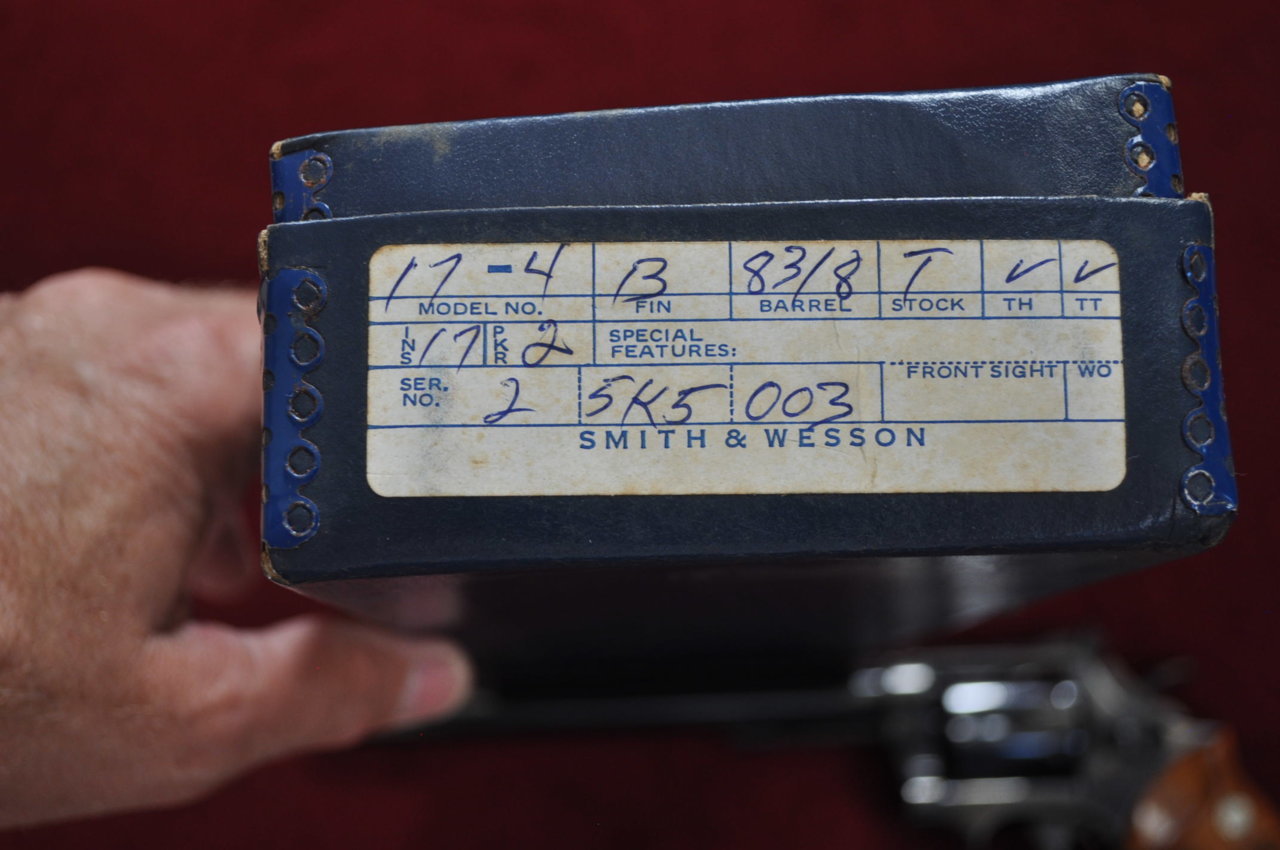 17-4 B 83/8 T ✓ ✓
MODEL NO. FIN BARREL STOCK TH TT
INS 17 PKR 2 SPECIAL FEATURES:
FRONT SIGHT WO
SER. NO. 2 5K5 003
SMITH & WESSON